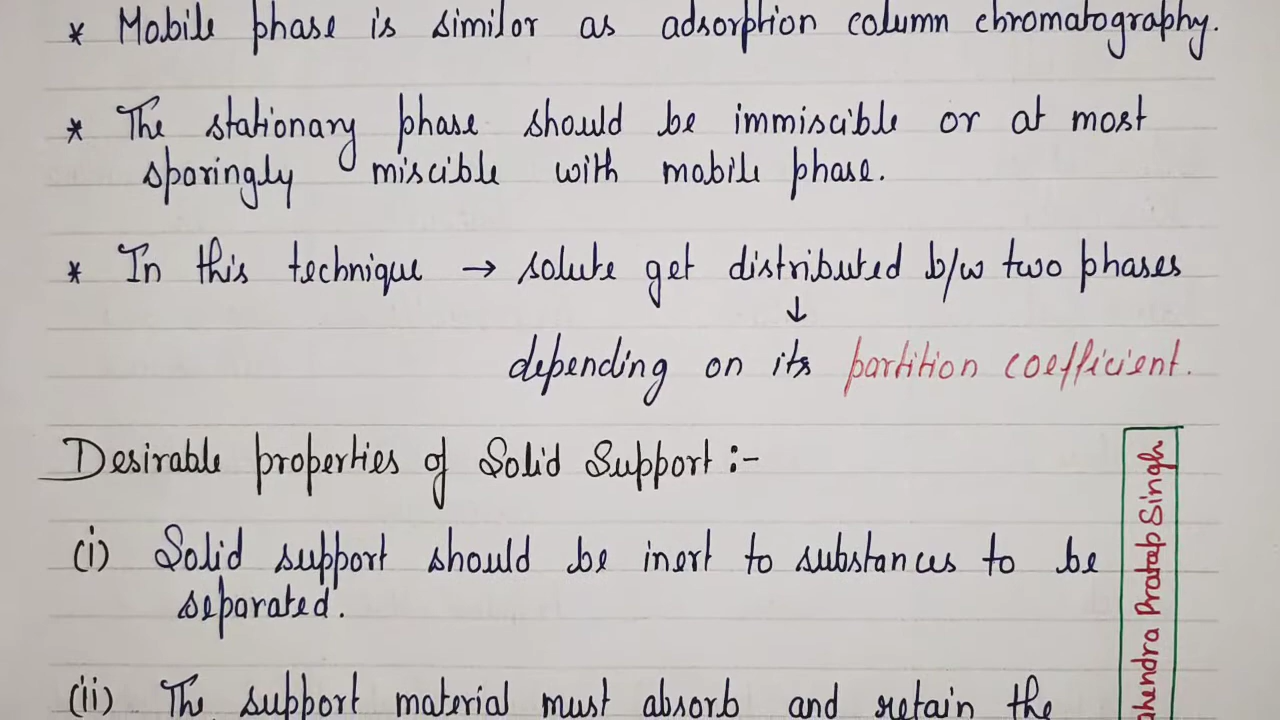 * Mobile phase is similar as adsorption column chromatography.
* The stationary phase should be immiscible or at most
sparingly miscible with mobile phase.
* In this technique → solute get distributed b/w two phases
↓
depending on its partition coefficient.
Desirable properties of Solid Support :-
(i) Solid support should be inert to substances to be
separated.
(ii) The support material must absorb and retain the
Pratap Singh